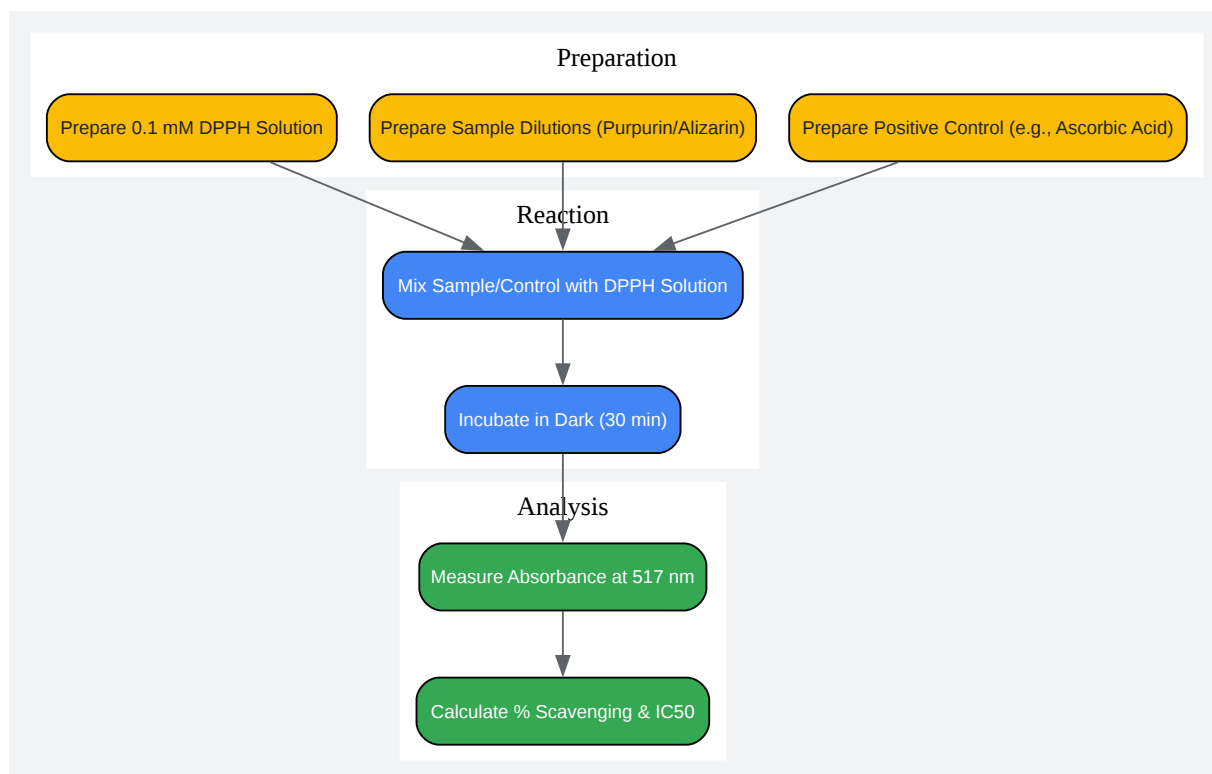 Preparation
Prepare 0.1 mM DPPH Solution
Prepare Sample Dilutions (Purpurin/Alizarin)
Prepare Positive Control (e.g., Ascorbic Acid)
Reaction
Mix Sample/Control with DPPH Solution
Incubate in Dark (30 min)
Analysis
Measure Absorbance at 517 nm
Calculate % Scavenging & IC50